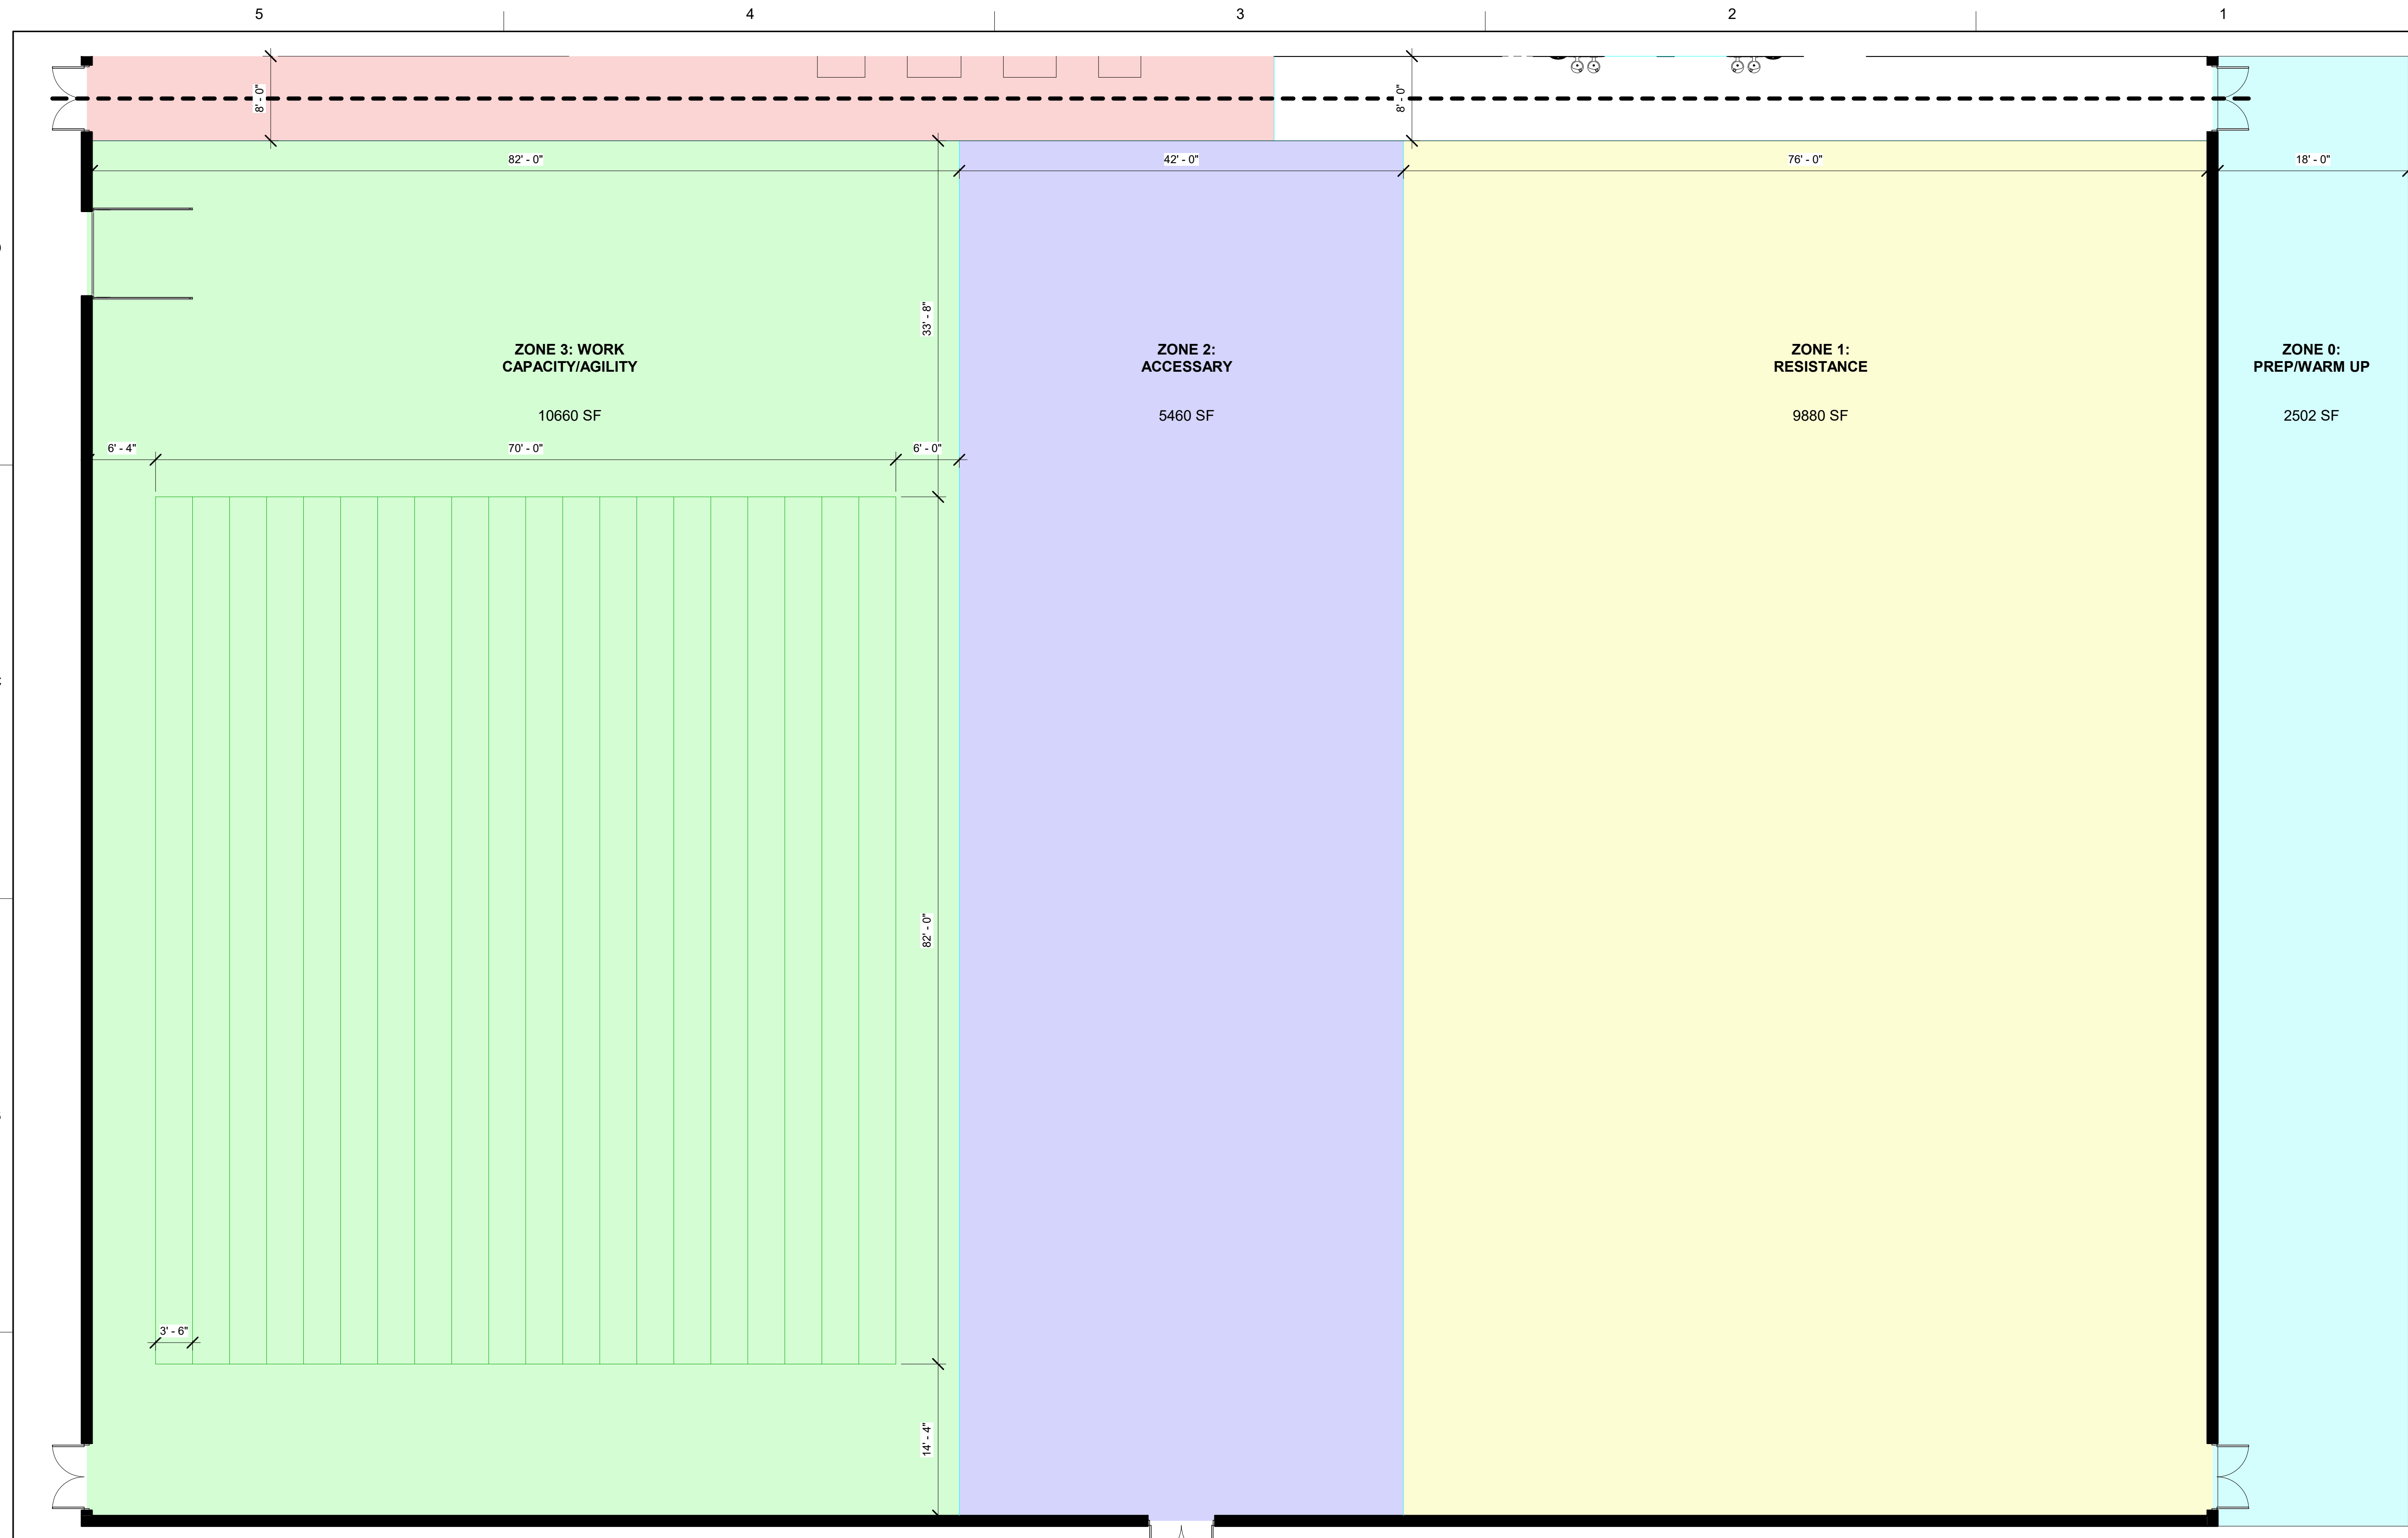 5 4 3 2 1
8' - 0"
8' - 0"
82' - 0"
42' - 0"
76' - 0"
18' - 0"
33' - 8"
ZONE 3: WORK
CAPACITY/AGILITY
10660 SF
ZONE 2:
ACCESSARY
5460 SF
ZONE 1:
RESISTANCE
9880 SF
ZONE 0:
PREP/WARM UP
2502 SF
6' - 4"
70' - 0"
6' - 0"
82' - 0"
3' - 6"
14' - 4"